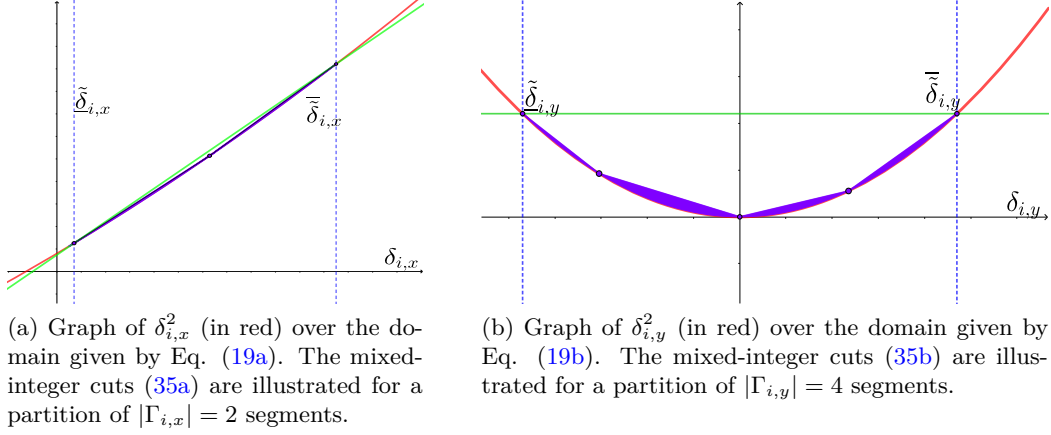 $\underline{\tilde{\delta}}_{i,x}$
$\overline{\tilde{\delta}}_{i,x}$
$\delta_{i,x}$
(a) Graph of $\delta_{i,x}^2$ (in red) over the do-
main given by Eq. (19a). The mixed-
integer cuts (35a) are illustrated for a
partition of $|\Gamma_{i,x}| = 2$ segments.
$\underline{\tilde{\delta}}_{i,y}$
$\overline{\tilde{\delta}}_{i,y}$
$\delta_{i,y}$
(b) Graph of $\delta_{i,y}^2$ (in red) over the domain given by
Eq. (19b). The mixed-integer cuts (35b) are illus-
trated for a partition of $|\Gamma_{i,y}| = 4$ segments.